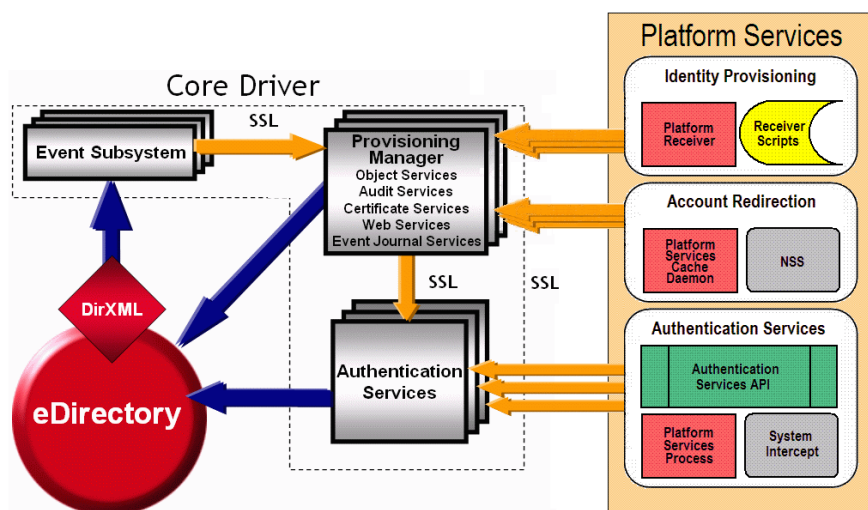 Core Driver
Event Subsystem
SSL
Provisioning
Manager
Object Services
Audit Services
Certificate Services
Web Services
Event Journal Services
SSL
SSL
DirXML
eDirectory
Authentication
Services
Platform Services
Identity Provisioning
Platform
Receiver
Receiver
Scripts
Account Redirection
Platform
Services
Cache
Daemon
NSS
Authentication Services
Authentication
Services API
Platform
Services
Process
System
Intercept